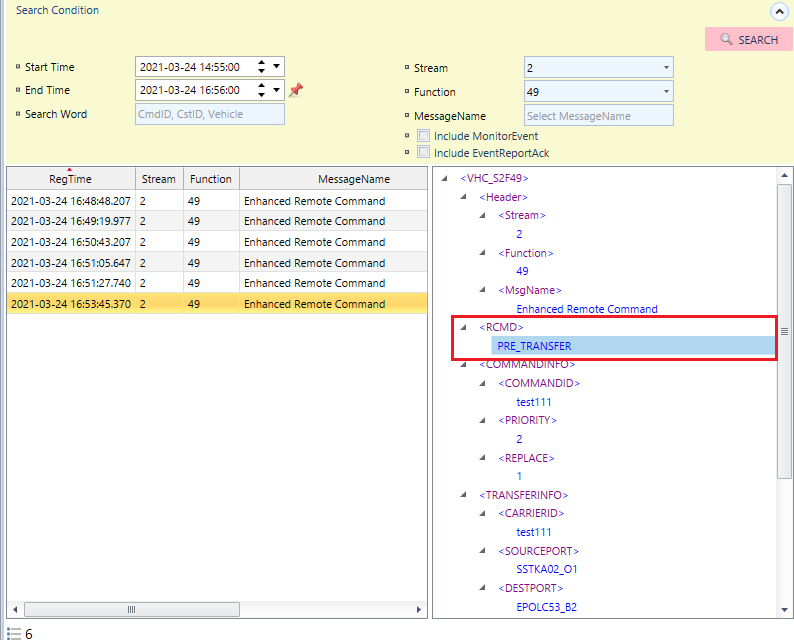 Search Condition
SEARCH
Start Time
2021-03-24 14:55:00
End Time
2021-03-24 16:56:00
Search Word
CmdID, CstID, Vehicle
Stream
2
Function
49
MessageName
Select MessageName
Include MonitorEvent
Include EventReportAck
RegTime Stream Function MessageName
2021-03-24 16:48:48.207 2 49 Enhanced Remote Command
2021-03-24 16:49:19.977 2 49 Enhanced Remote Command
2021-03-24 16:50:43.207 2 49 Enhanced Remote Command
2021-03-24 16:51:05.647 2 49 Enhanced Remote Command
2021-03-24 16:51:27.740 2 49 Enhanced Remote Command
2021-03-24 16:53:45.370 2 49 Enhanced Remote Command
<VHC_S2F49>
<Header>
<Stream>
2
<Function>
49
<MsgName>
Enhanced Remote Command
<RCMD>
PRE_TRANSFER
<COMMANDINFO>
<COMMANDID>
test111
<PRIORITY>
2
<REPLACE>
1
<TRANSFERINFO>
<CARRIERID>
test111
<SOURCEPORT>
SSTKA02_O1
<DESTPORT>
EPOLC53_B2
6